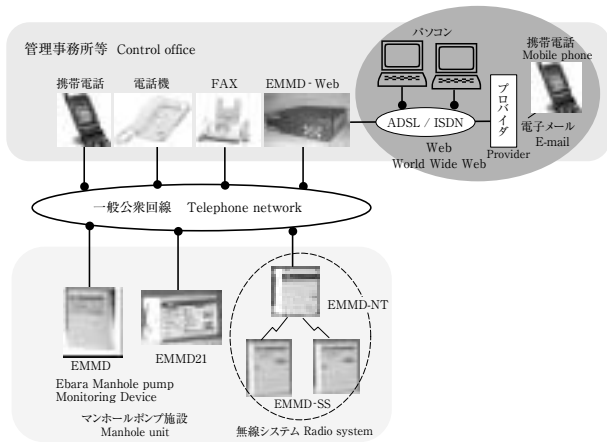 管理事務所等 Control office
携帯電話
電話機
FAX
EMMD-Web
パソコン
携帯電話
Mobile phone
ADSL / ISDN
プロバイダ
Provider
電子メール
E-mail
Web
World Wide Web
一般公衆回線 Telephone network
EMMD
Ebara Manhole pump
Monitoring Device
EMMD21
EMMD-NT
EMMD-SS
マンホールポンプ施設
Manhole unit
無線システム Radio system